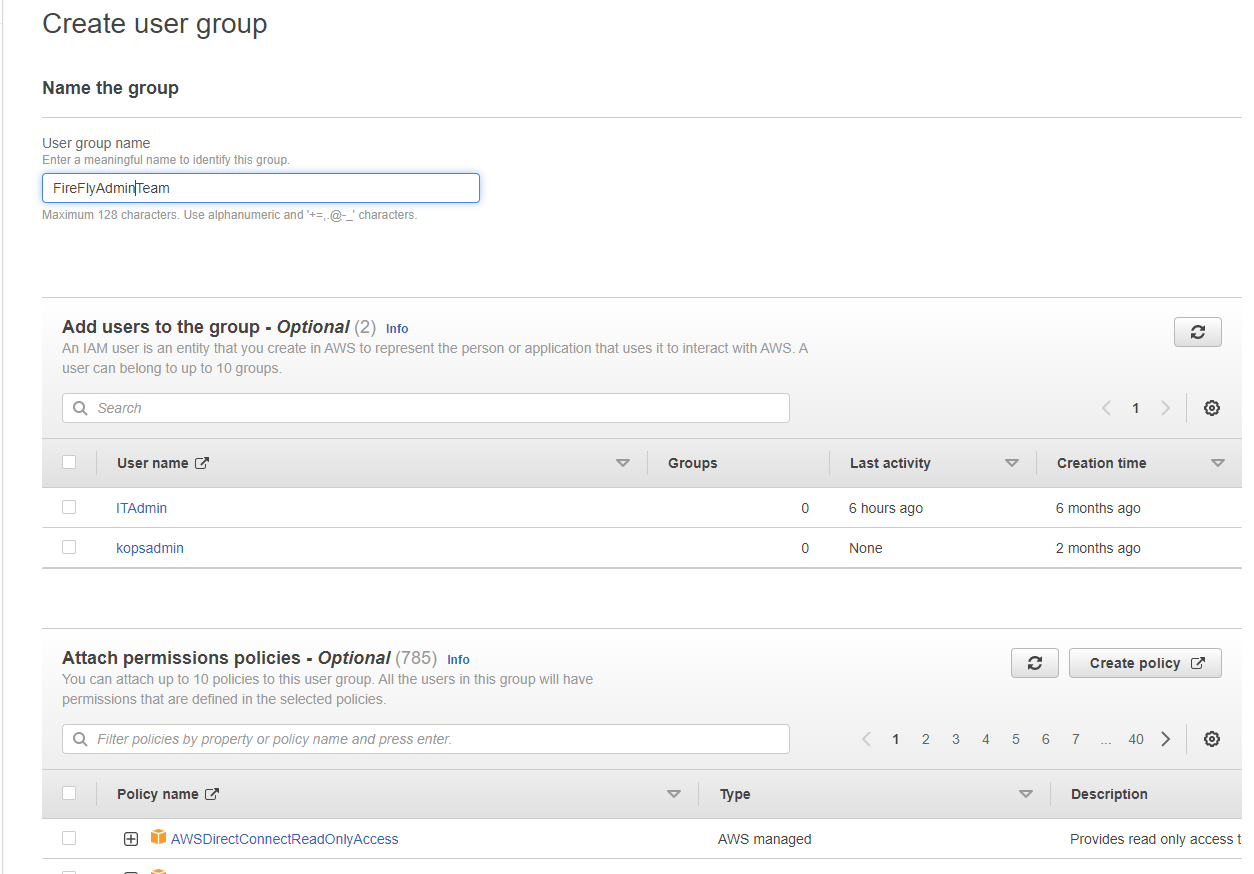 Create user group
Name the group
User group name
Enter a meaningful name to identify this group.
FireFlyAdminTeam
Maximum 128 characters. Use alphanumeric and '+=,.@-_' characters.
Add users to the group - Optional (2) Info
An IAM user is an entity that you create in AWS to represent the person or application that uses it to interact with AWS. A
user can belong to up to 10 groups.
Search
1
User name Groups Last activity Creation time
ITAdmin 0 6 hours ago 6 months ago
kopsadmin 0 None 2 months ago
Attach permissions policies - Optional (785) Info
Create policy
You can attach up to 10 policies to this user group. All the users in this group will have
permissions that are defined in the selected policies.
Filter policies by property or policy name and press enter.
1 2 3 4 5 6 7 ... 40
Policy name Type Description
AWSDirectConnectReadOnlyAccess AWS managed Provides read only access t